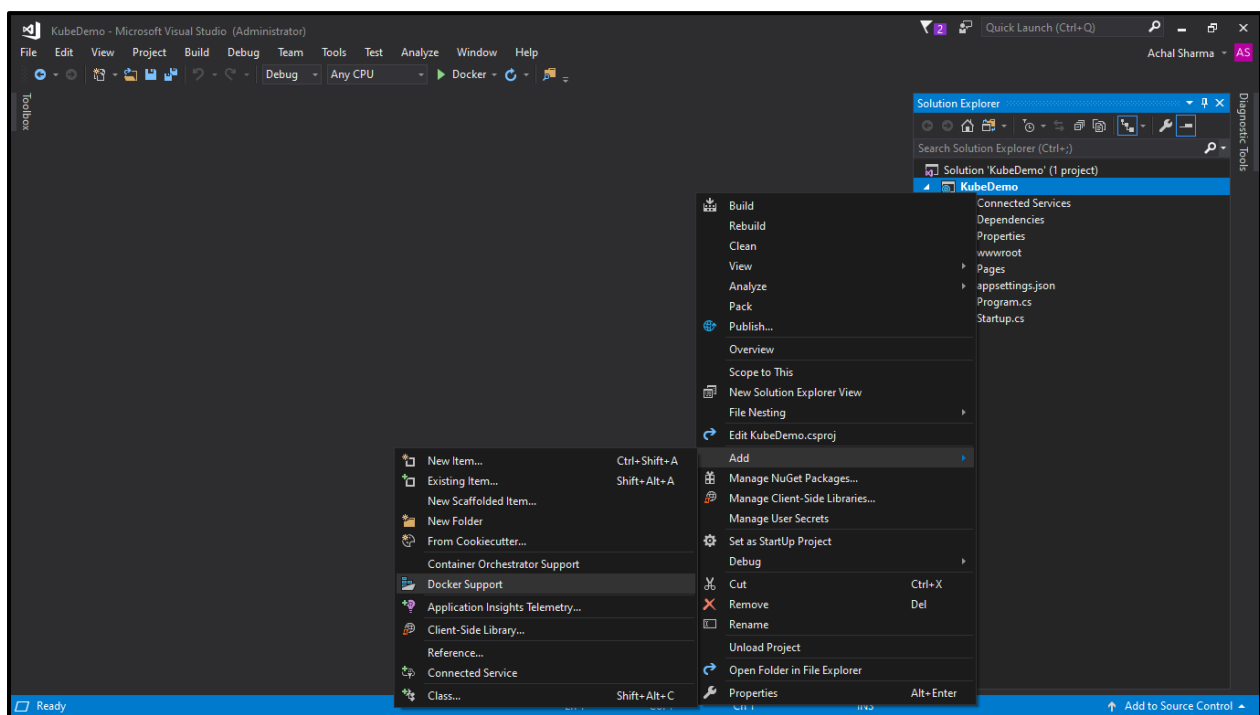 KubeDemo - Microsoft Visual Studio (Administrator)
2
Quick Launch (Ctrl+Q)
File Edit View Project Build Debug Team Tools Test Analyze Window Help
Achal Sharma
AS
Debug Any CPU Docker
Toolbox
Solution Explorer
Search Solution Explorer (Ctrl+;)
Solution 'KubeDemo' (1 project)
KubeDemo
Connected Services
Dependencies
Properties
wwwroot
Pages
appsettings.json
Program.cs
Startup.cs
Diagnostic Tools
Build
Rebuild
Clean
View
Analyze
Pack
Publish...
Overview
Scope to This
New Solution Explorer View
File Nesting
Edit KubeDemo.csproj
Add
Manage NuGet Packages...
Manage Client-Side Libraries...
Manage User Secrets
Set as StartUp Project
Debug
Cut Ctrl+X
Remove Del
Rename
Unload Project
Open Folder in File Explorer
Properties Alt+Enter
New Item... Ctrl+Shift+A
Existing Item... Shift+Alt+A
New Scaffolded Item...
New Folder
From Cookiecutter...
Container Orchestrator Support
Docker Support
Application Insights Telemetry...
Client-Side Library...
Reference...
Connected Service
Class... Shift+Alt+C
Ready
Add to Source Control